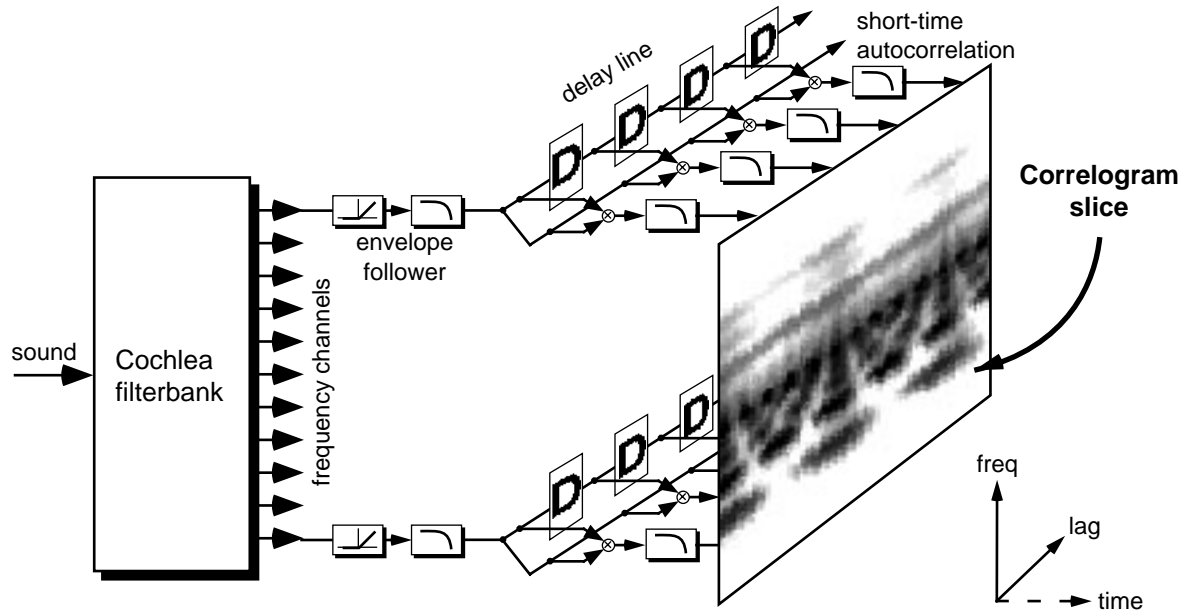 short-time
autocorrelation
delay line
D
D
D
D
Correlogram
slice
envelope
follower
frequency channels
sound
Cochlea
filterbank
D
D
D
freq
lag
time